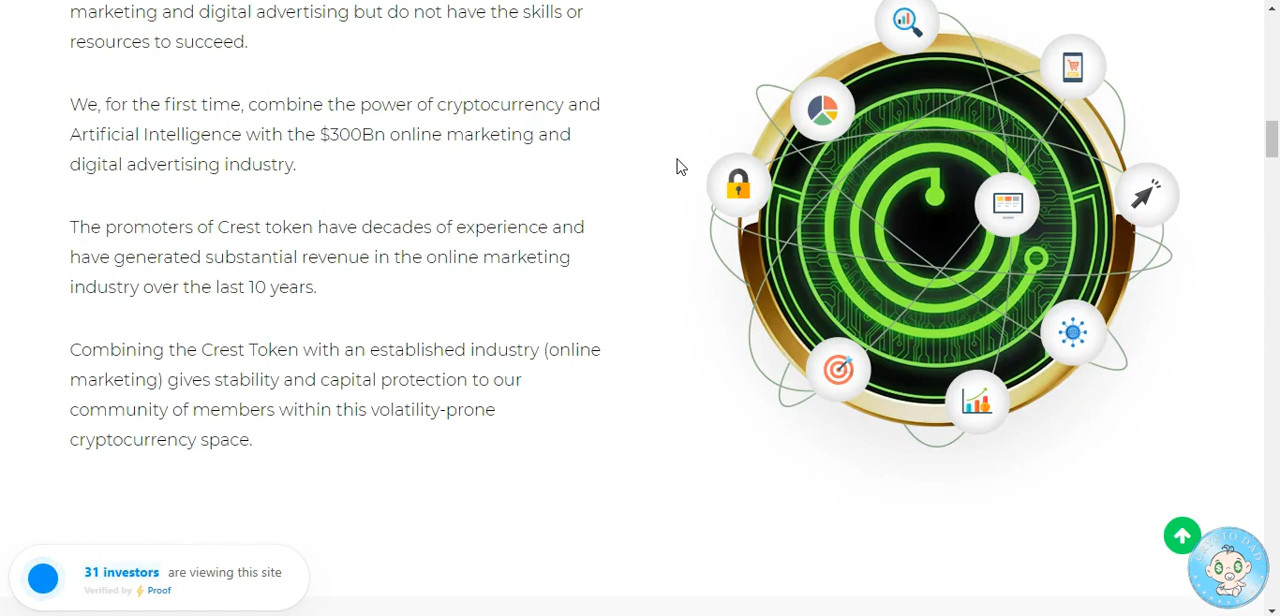 marketing and digital advertising but do not have the skills or
resources to succeed.
We, for the first time, combine the power of cryptocurrency and
Artificial Intelligence with the $300Bn online marketing and
digital advertising industry.
The promoters of Crest token have decades of experience and
have generated substantial revenue in the online marketing
industry over the last 10 years.
Combining the Crest Token with an established industry (online
marketing) gives stability and capital protection to our
community of members within this volatility-prone
cryptocurrency space.
31 investors are viewing this site
Verified by Proof
CRYPTO DAD